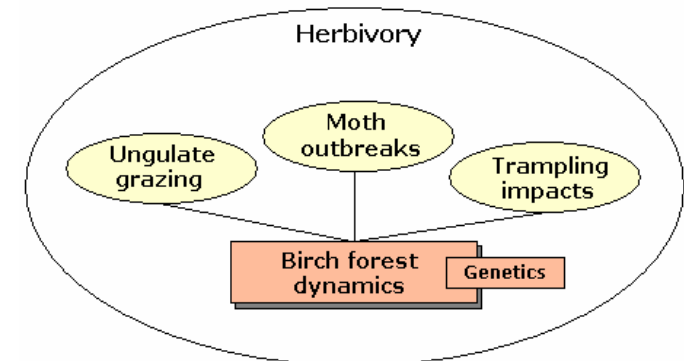 Herbivory
Moth
outbreaks
Ungulate
grazing
Trampling
impacts
Birch forest
dynamics
Genetics